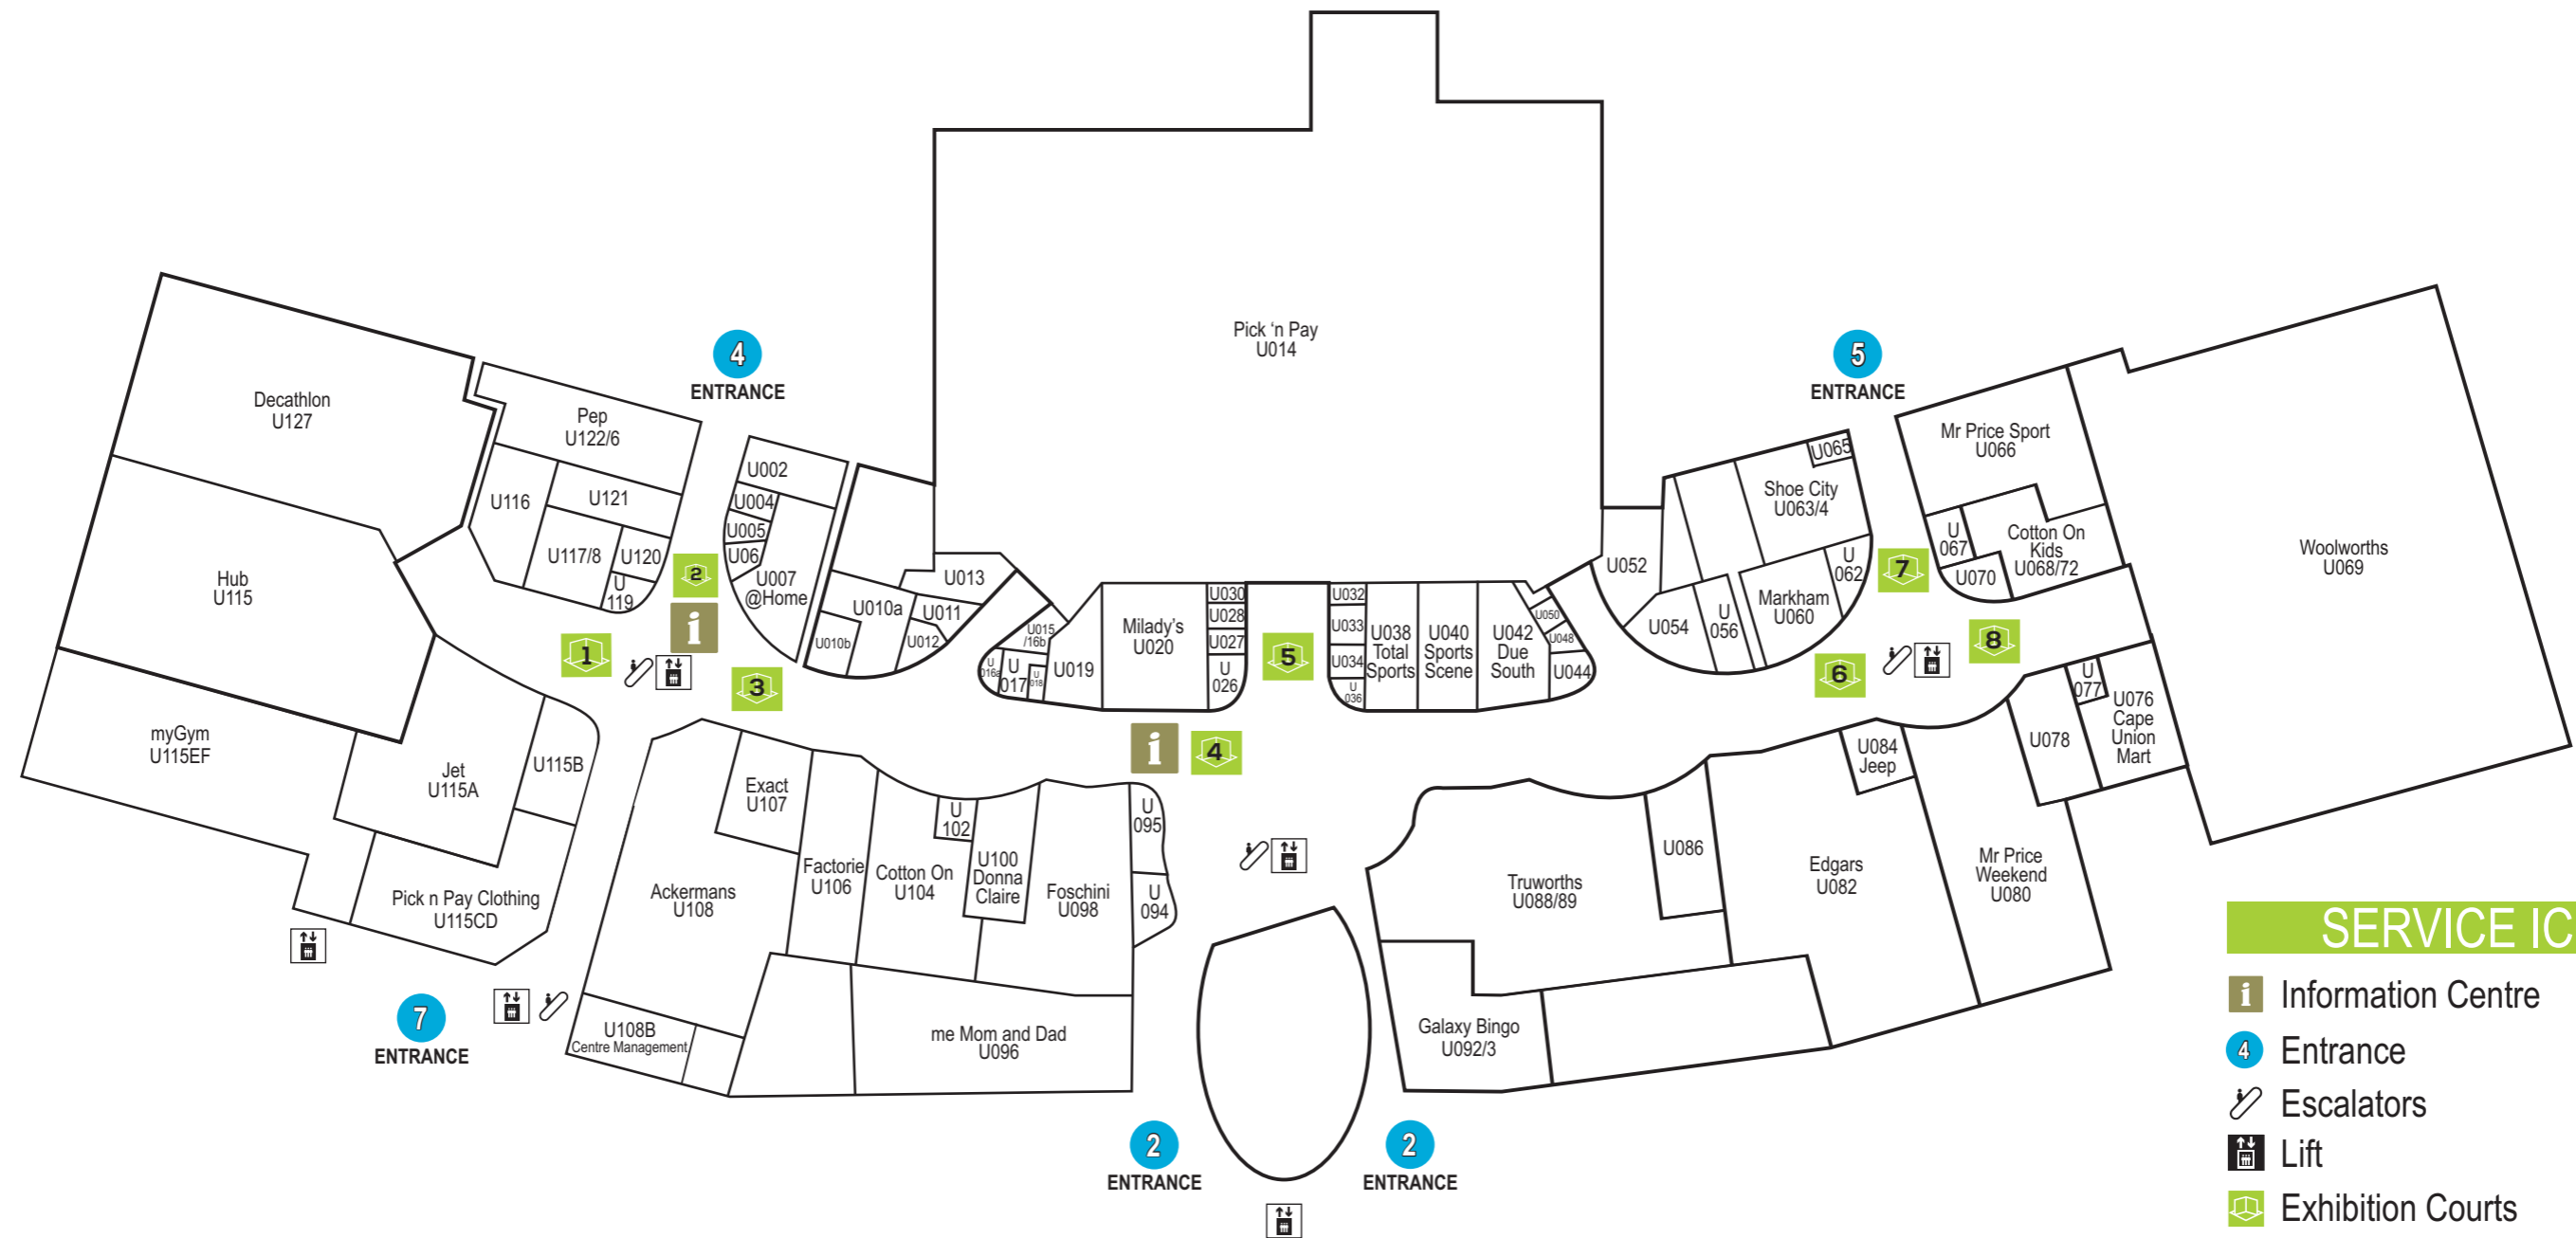 Pick ‘n Pay
U014
4
ENTRANCE
5
ENTRANCE
Decathlon
U127
Pep
U122/6
U116
U121
U117/8
U120
U
119
Hub
U115
myGym
U115EF
Jet
U115A
U115B
Pick n Pay Clothing
U115CD
U002
U004
U005
U06
U007
@Home
U010a
U010b
U011
U012
U013
2
i
1
3
U015
/16b
U
016a
U
017
U
018
U019
Milady's
U020
U030
U028
U027
U
026
5
U032
U033
U034
U
036
U038
Total
Sports
U040
Sports
Scene
U042
Due
South
U050
U048
U044
U052
U054
U
056
Markham
U060
U
062
Shoe City
U063/4
U065
Mr Price Sport
U066
U
067
Cotton On
Kids
U068/72
U070
Woolworths
U069
7
8
6
i
4
U
077
U076
Cape
Union
Mart
U078
U084
Jeep
Mr Price
Weekend
U080
Edgars
U082
U086
Truworths
U088/89
Galaxy Bingo
U092/3
Exact
U107
Ackermans
U108
Factorie
U106
Cotton On
U104
U
102
U100
Donna
Claire
Foschini
U098
U
095
U
094
me Mom and Dad
U096
U108B
Centre Management
7
ENTRANCE
2
ENTRANCE
2
ENTRANCE
SERVICE IC
i Information Centre
4 Entrance
Escalators
Lift
Exhibition Courts